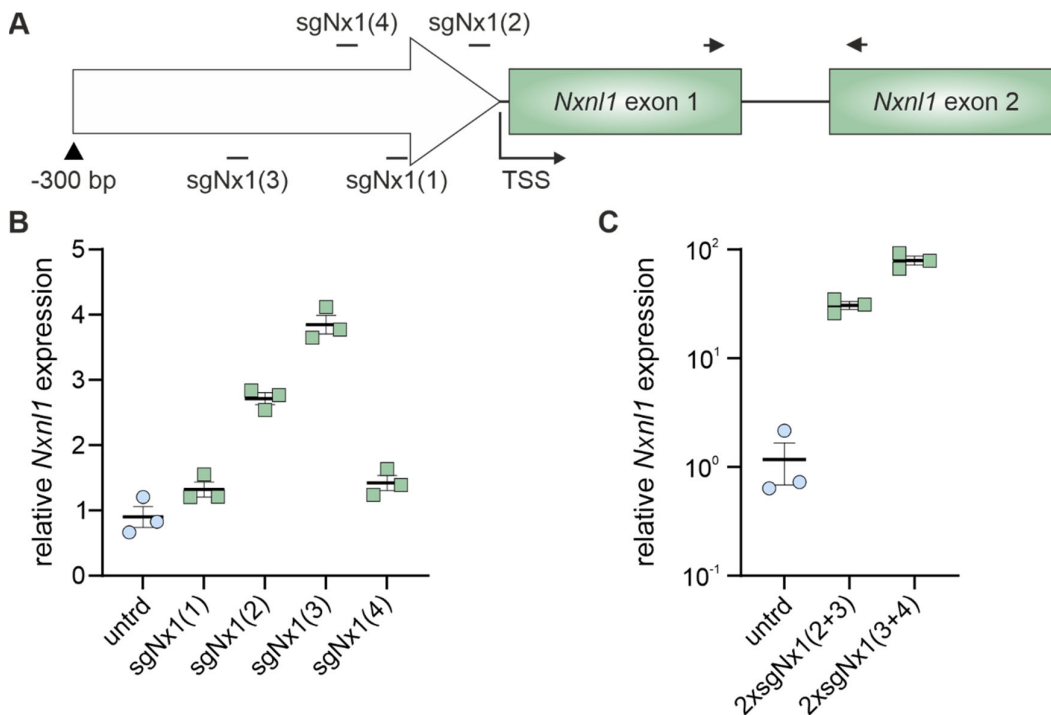 A
sgNx1(4)
sgNx1(2)
Nxnl1 exon 1
Nxnl1 exon 2
-300 bp
sgNx1(3)
sgNx1(1)
TSS
B
relative Nxnl1 expression
5
4
3
2
1
0
untrd
sgNx1(1)
sgNx1(2)
sgNx1(3)
sgNx1(4)
C
relative Nxnl1 expression
10²
10¹
10⁰
10⁻¹
untrd
2xsgNx1(2+3)
2xsgNx1(3+4)